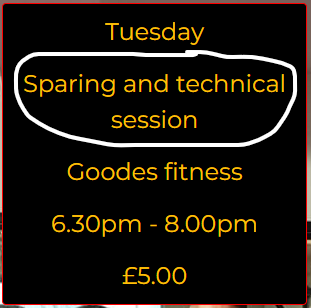 Tuesday
Sparing and technical
session
Goodes fitness
6.30pm - 8.00pm
£5.00